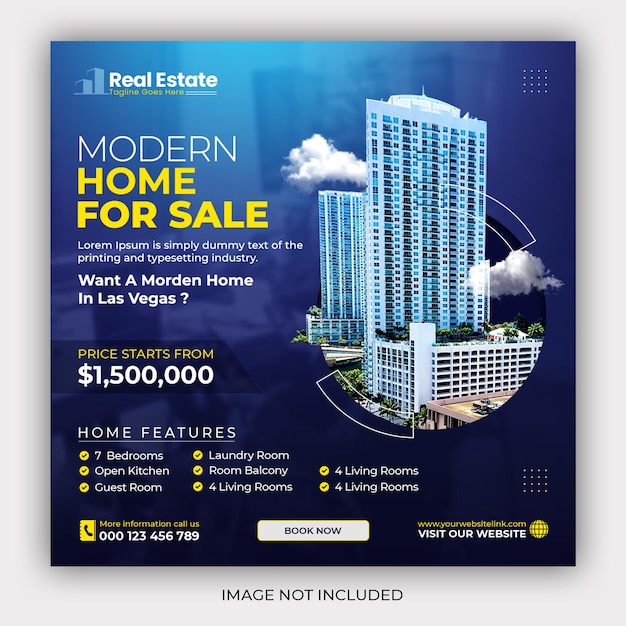 Real Estate
Tagline Goes Here
MODERN
HOME
FOR SALE
Lorem Ipsum is simply dummy text of the
printing and typesetting industry.
Want A Morden Home
In Las Vegas ?
PRICE STARTS FROM
$1,500,000
HOME FEATURES
7 Bedrooms
Open Kitchen
Guest Room
Laundry Room
Room Balcony
4 Living Rooms
4 Living Rooms
4 Living Rooms
More information call us
000 123 456 789
BOOK NOW
www.yourwebsitelink.com
VISIT OUR WEBSITE
IMAGE NOT INCLUDED